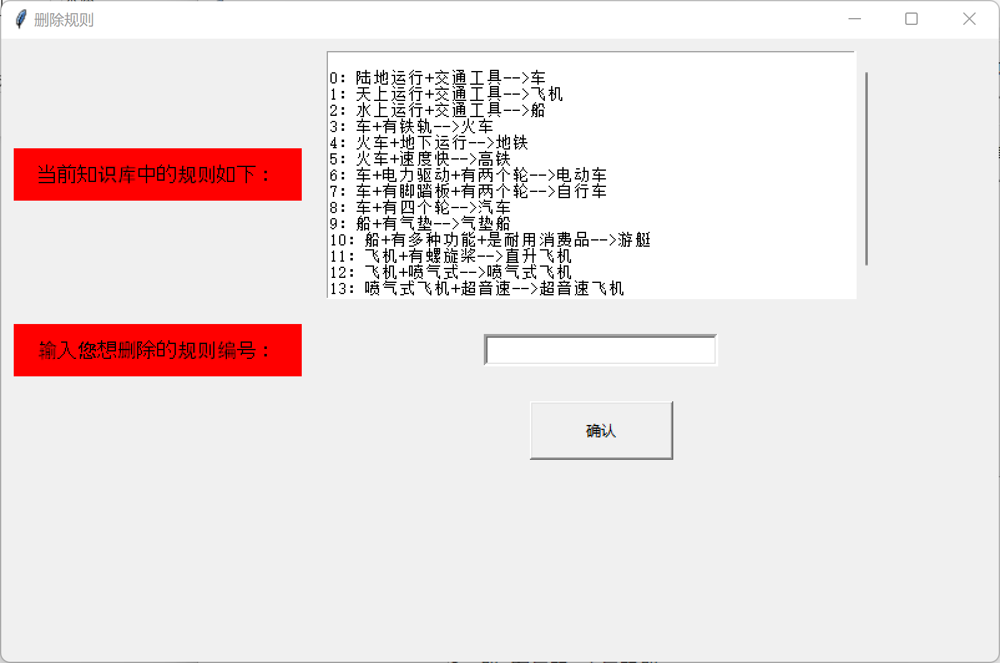 删除规则
当前知识库中的规则如下：
0: 陆地运行+交通工具-->车
1: 天上运行+交通工具-->飞机
2: 水上运行+交通工具-->船
3: 车+有铁轨-->火车
4: 火车+地下运行-->地铁
5: 火车+速度快-->高铁
6: 车+电力驱动+有两个轮-->电动车
7: 车+有脚踏板+有两个轮-->自行车
8: 车+有四个轮-->汽车
9: 船+有气垫-->气垫船
10: 船+有多种功能+是耐用消费品-->游艇
11: 飞机+有螺旋桨-->直升飞机
12: 飞机+喷气式-->喷气式飞机
13: 喷气式飞机+超音速-->超音速飞机
输入您想删除的规则编号：
确认